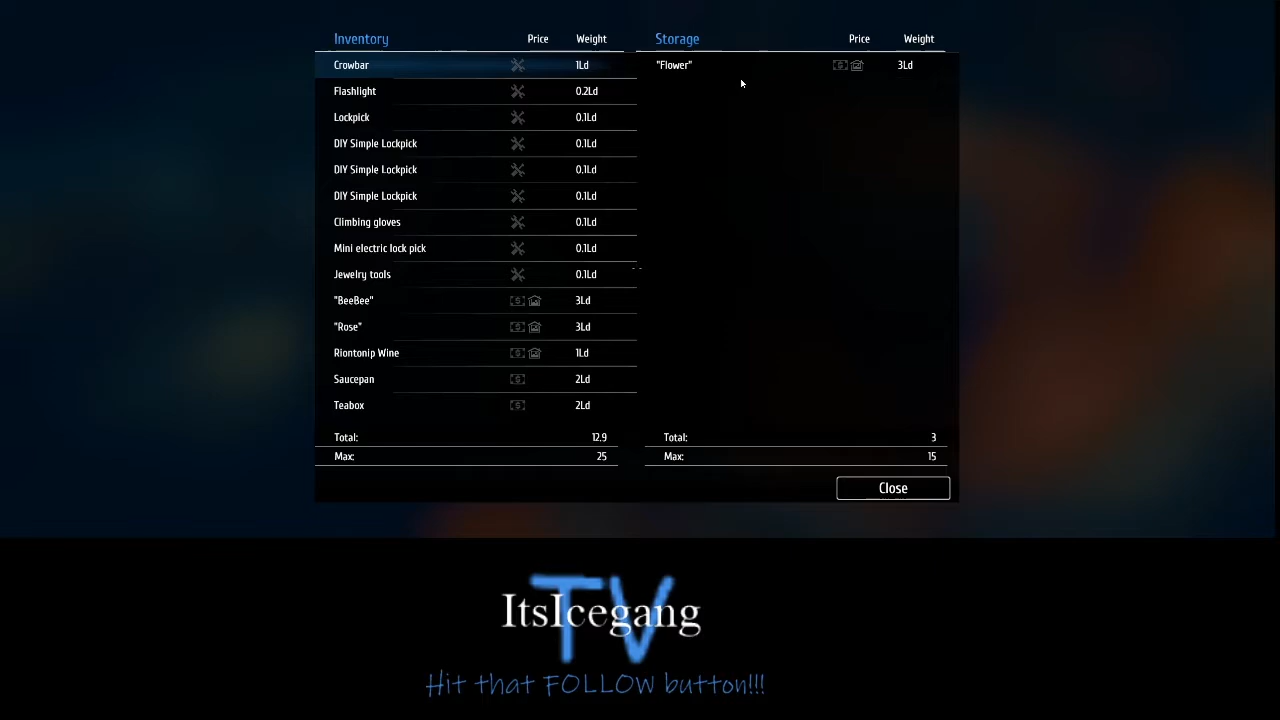 Inventory Price Weight
Crowbar 1Ld
Flashlight 0.2Ld
Lockpick 0.1Ld
DIY Simple Lockpick 0.1Ld
DIY Simple Lockpick 0.1Ld
DIY Simple Lockpick 0.1Ld
Climbing gloves 0.1Ld
Mini electric lock pick 0.1Ld
Jewelry tools 0.1Ld
"BeeBee" 3Ld
"Rose" 3Ld
Riontonip Wine 1Ld
Saucepan 2Ld
Teabox 2Ld
Total: 12.9
Max: 25
Storage Price Weight
"Flower" 3Ld
Total: 3
Max: 15
Close
TV
ItsIcegang
Hit that FOLLOW button!!!